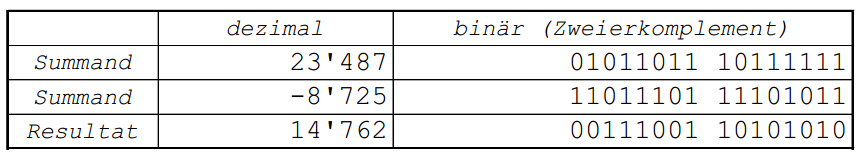 dezimal binär (Zweierkomplement)
Summand 23'487 01011011 10111111
Summand -8'725 11011101 11101011
Resultat 14'762 00111001 10101010